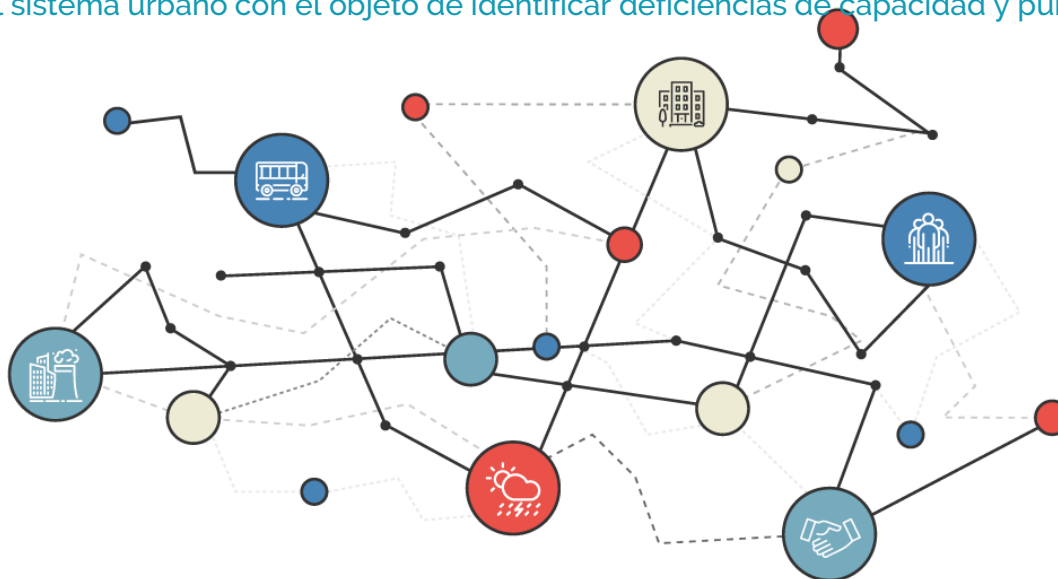 sistema urbano con el objeto de identificar deficiencias de capacidad y